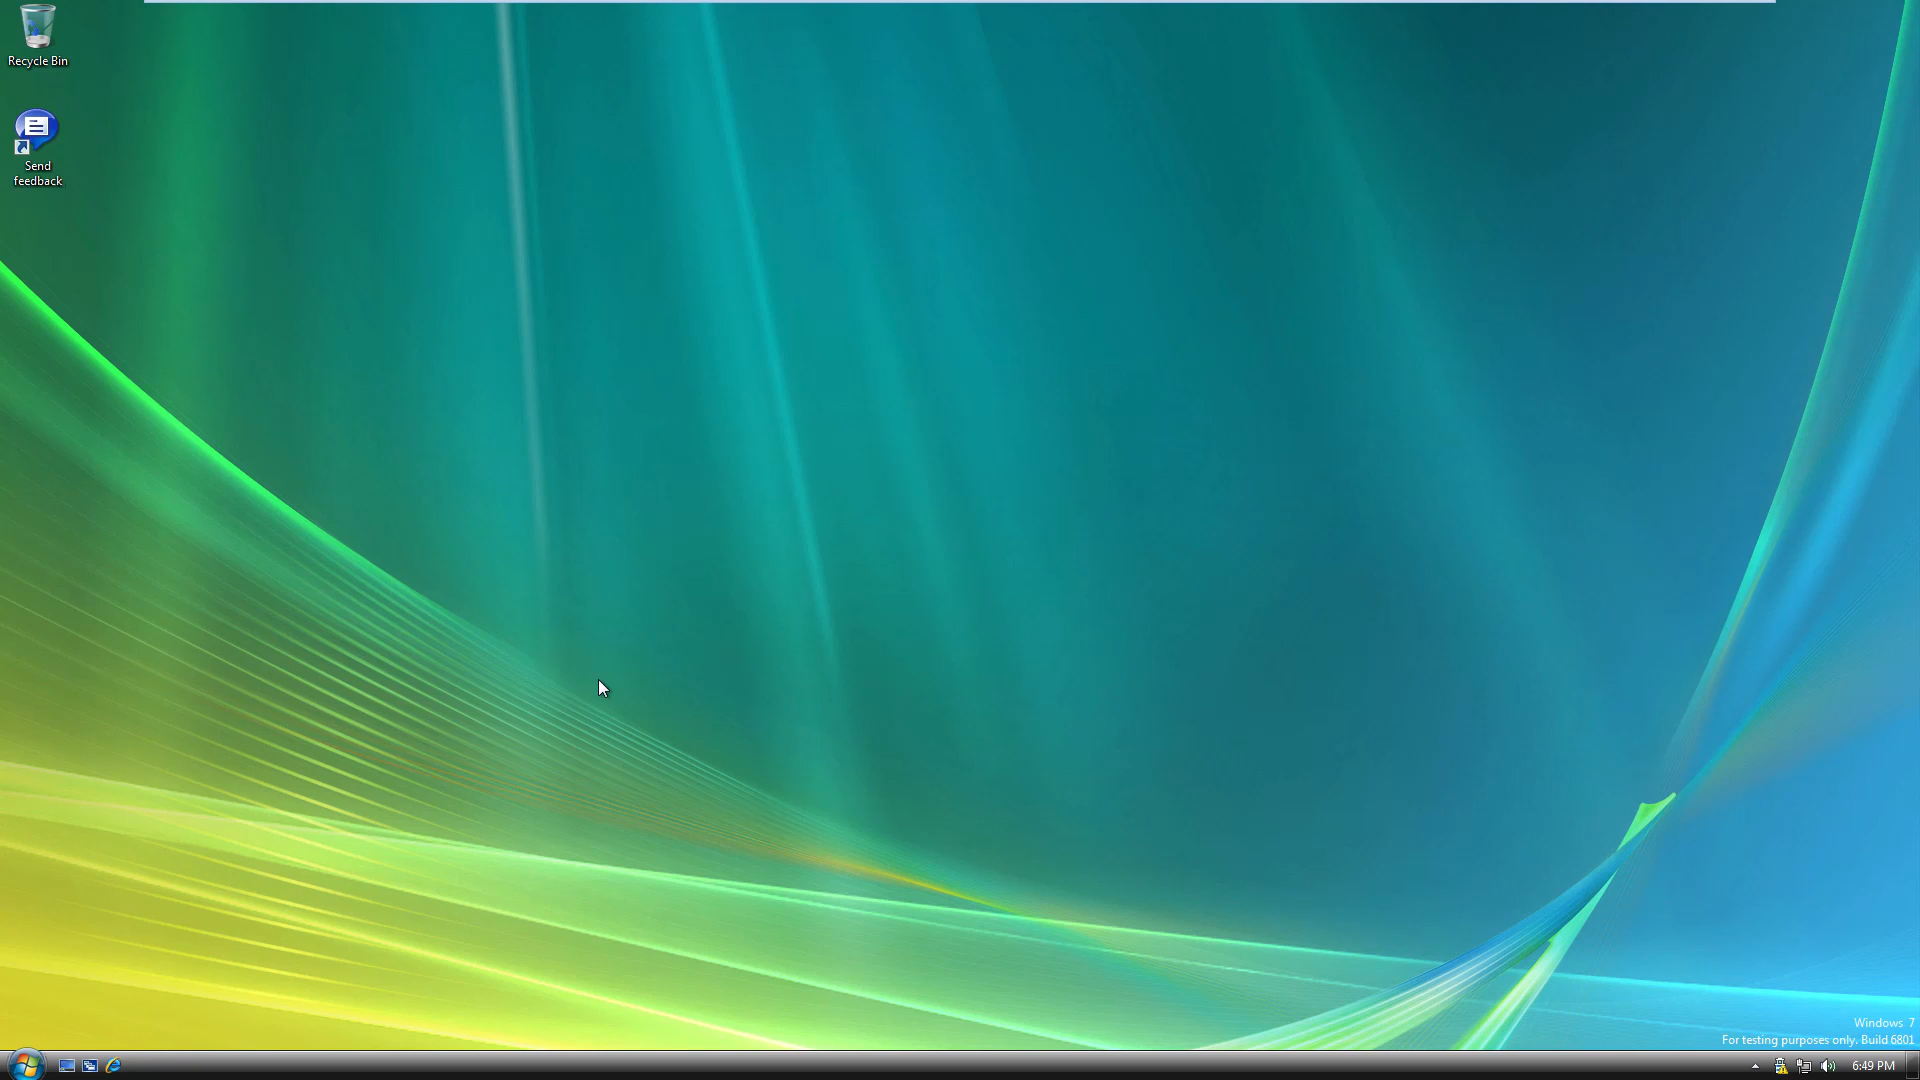 Recycle Bin
Send
feedback
Windows 7
For testing purposes only. Build 6801
6:49 PM